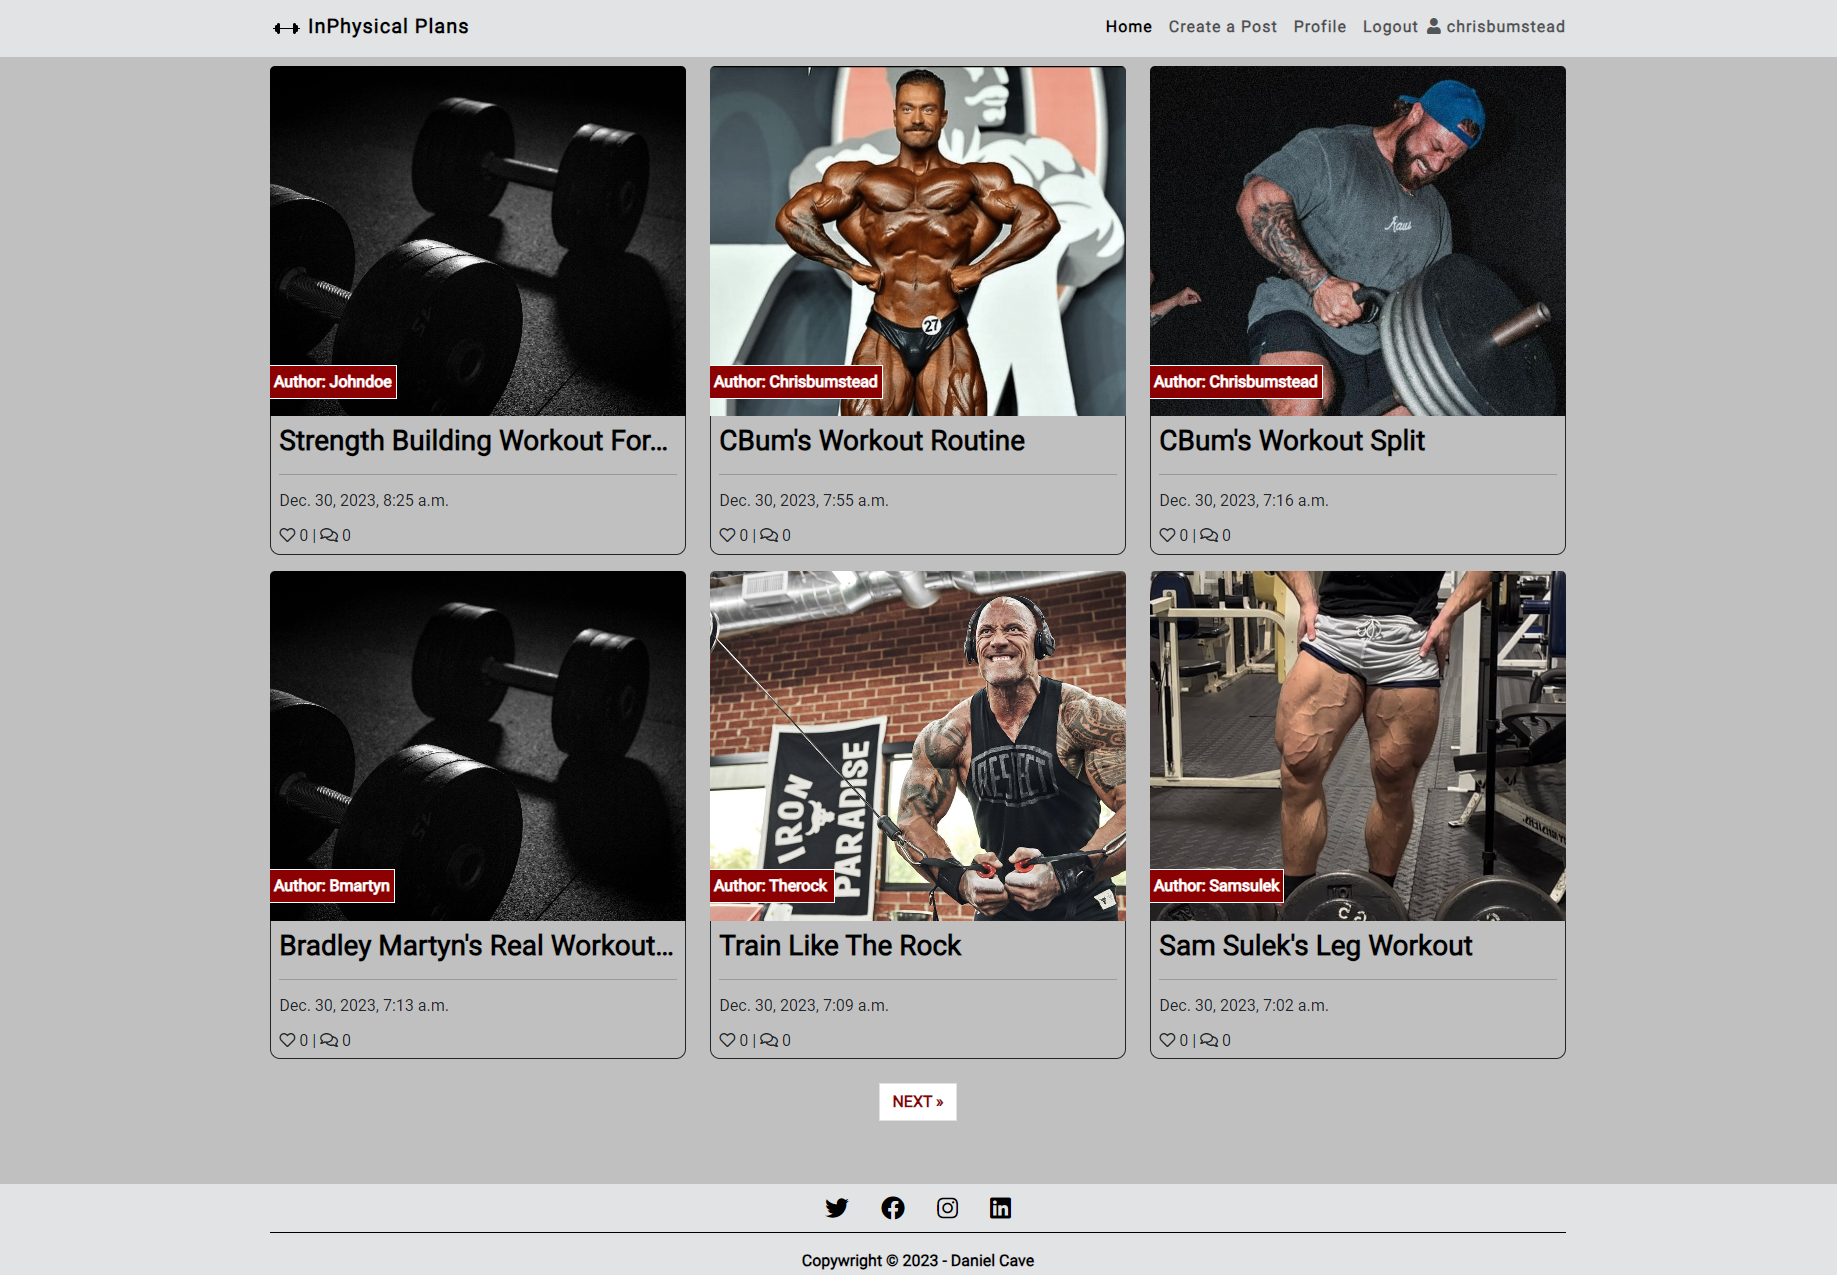 InPhysical Plans
Home Create a Post Profile Logout chrisbumstead
Author: Johndoe
Strength Building Workout For...
Dec. 30, 2023, 8:25 a.m.
0 | 0
27
Author: Chrisbumstead
CBum's Workout Routine
Dec. 30, 2023, 7:55 a.m.
0 | 0
Raw
Author: Chrisbumstead
CBum's Workout Split
Dec. 30, 2023, 7:16 a.m.
0 | 0
Author: Bmartyn
Bradley Martyn's Real Workout...
Dec. 30, 2023, 7:13 a.m.
0 | 0
RESPECT
IRON
PARADISE
Author: Therock
Train Like The Rock
Dec. 30, 2023, 7:09 a.m.
0 | 0
Author: Samsulek
Sam Sulek's Leg Workout
Dec. 30, 2023, 7:02 a.m.
0 | 0
NEXT »
Copywright © 2023 - Daniel Cave